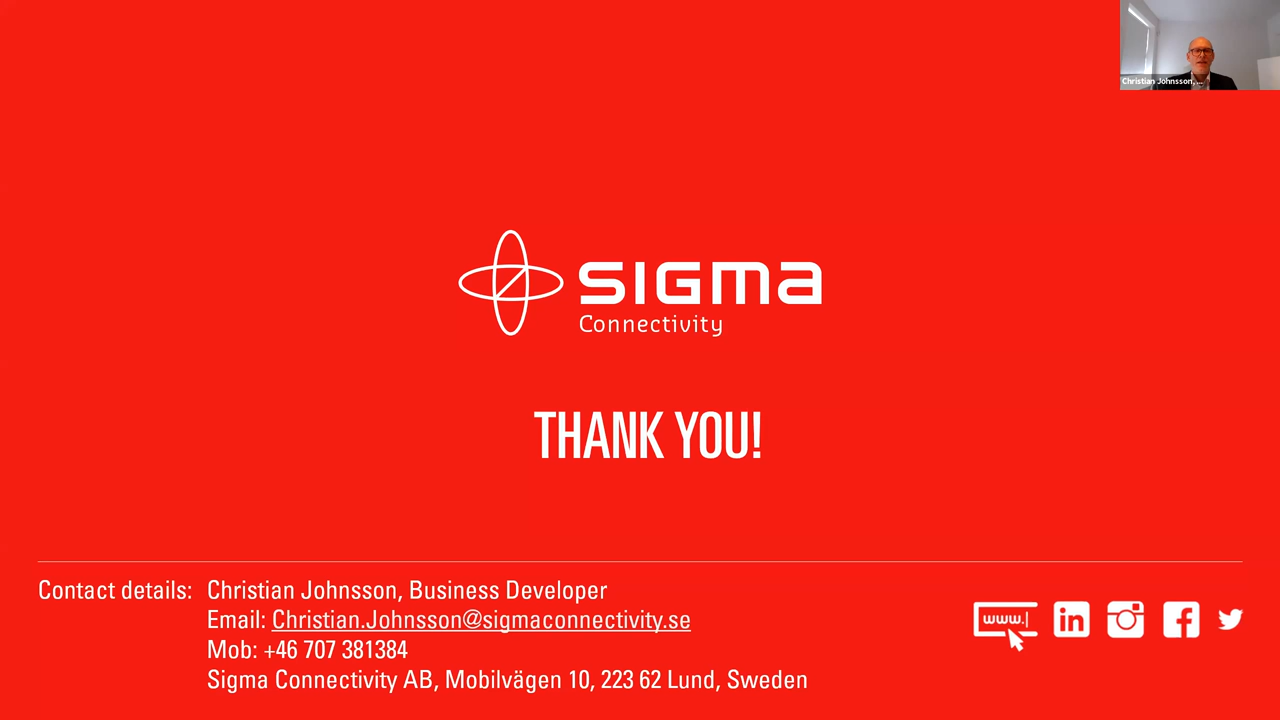 Christian Johnsson, ...
SIGMA
Connectivity
THANK YOU!
Contact details: Christian Johnsson, Business Developer
Email: Christian.Johnsson@sigmaconnectivity.se
Mob: +46 707 381384
Sigma Connectivity AB, Mobilvägen 10, 223 62 Lund, Sweden
www.
in
f